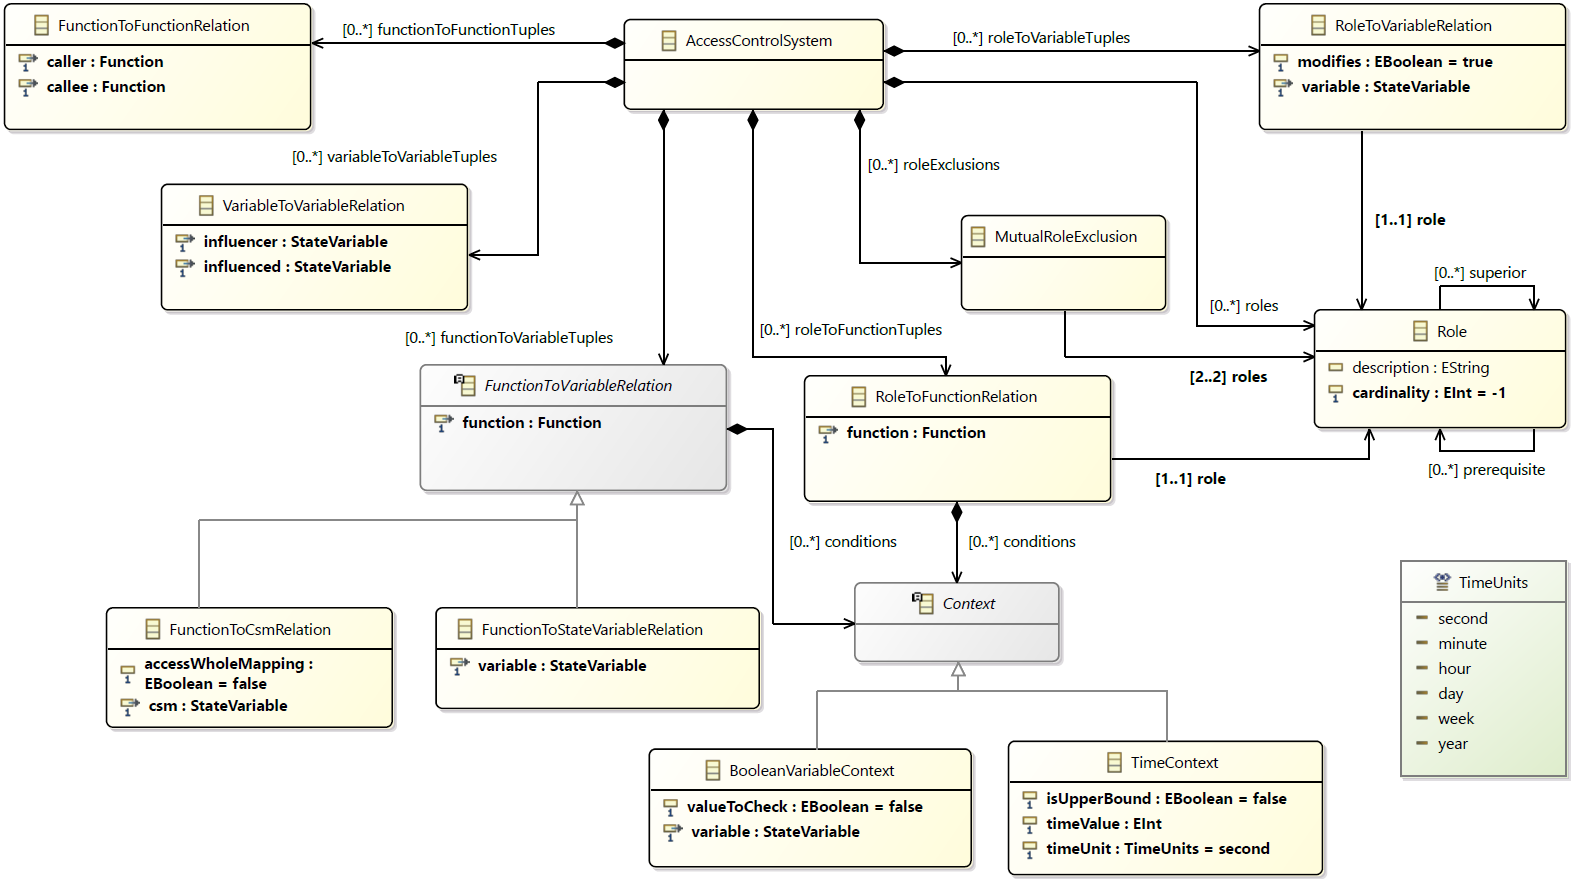 FunctionToFunctionRelation
caller : Function
callee : Function
[0..*] functionToFunctionTuples
AccessControlSystem
[0..*] roleToVariableTuples
RoleToVariableRelation
modifies : EBoolean = true
variable : StateVariable
[0..*] variableToVariableTuples
[0..*] roleExclusions
VariableToVariableRelation
influencer : StateVariable
influenced : StateVariable
MutualRoleExclusion
[1..1] role
[0..*] superior
[0..*] roles
[0..*] functionToVariableTuples
[0..*] roleToFunctionTuples
Role
description : EString
cardinality : EInt = -1
[2..2] roles
FunctionToVariableRelation
function : Function
RoleToFunctionRelation
function : Function
[1..1] role
[0..*] prerequisite
[0..*] conditions
[0..*] conditions
Context
TimeUnits
second
minute
hour
day
week
year
FunctionToCsmRelation
accessWholeMapping :
EBoolean = false
csm : StateVariable
FunctionToStateVariableRelation
variable : StateVariable
BooleanVariableContext
valueToCheck : EBoolean = false
variable : StateVariable
TimeContext
isUpperBound : EBoolean = false
timeValue : EInt
timeUnit : TimeUnits = second